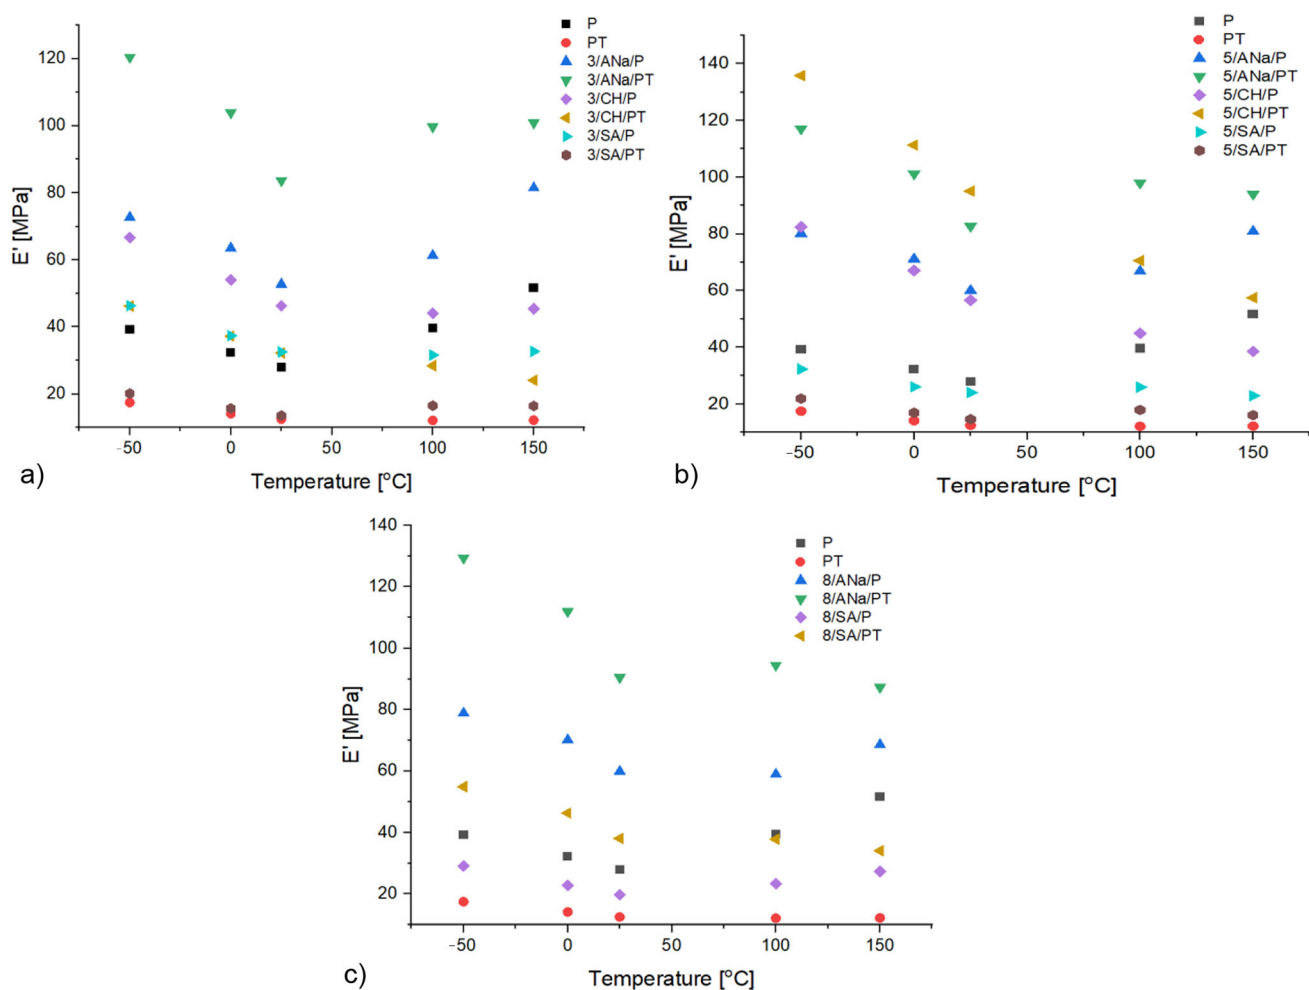 P
PT
3/ANa/P
3/ANa/PT
3/CH/P
3/CH/PT
3/SA/P
3/SA/PT
120
100
80
60
40
20
E' [MPa]
-50
0
50
100
150
Temperature [°C]
a)
P
PT
5/ANa/P
5/ANa/PT
5/CH/P
5/CH/PT
5/SA/P
5/SA/PT
140
120
100
80
60
40
20
E' [MPa]
-50
0
50
100
150
Temperature [°C]
b)
P
PT
8/ANa/P
8/ANa/PT
8/SA/P
8/SA/PT
140
120
100
80
60
40
20
E' [MPa]
-50
0
50
100
150
Temperature [°C]
c)